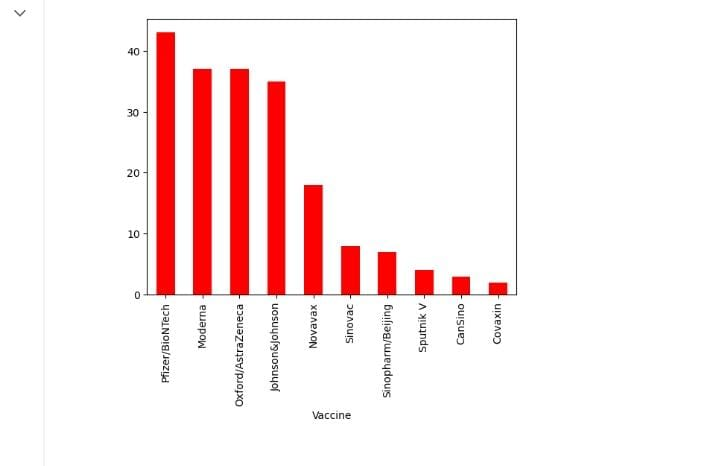 40
30
20
10
0
Pfizer/BioNTech
Moderna
Oxford/AstraZeneca
Johnson&Johnson
Novavax
Sinovac
Sinopharm/Beijing
Sputnik V
CanSino
Covaxin
Vaccine